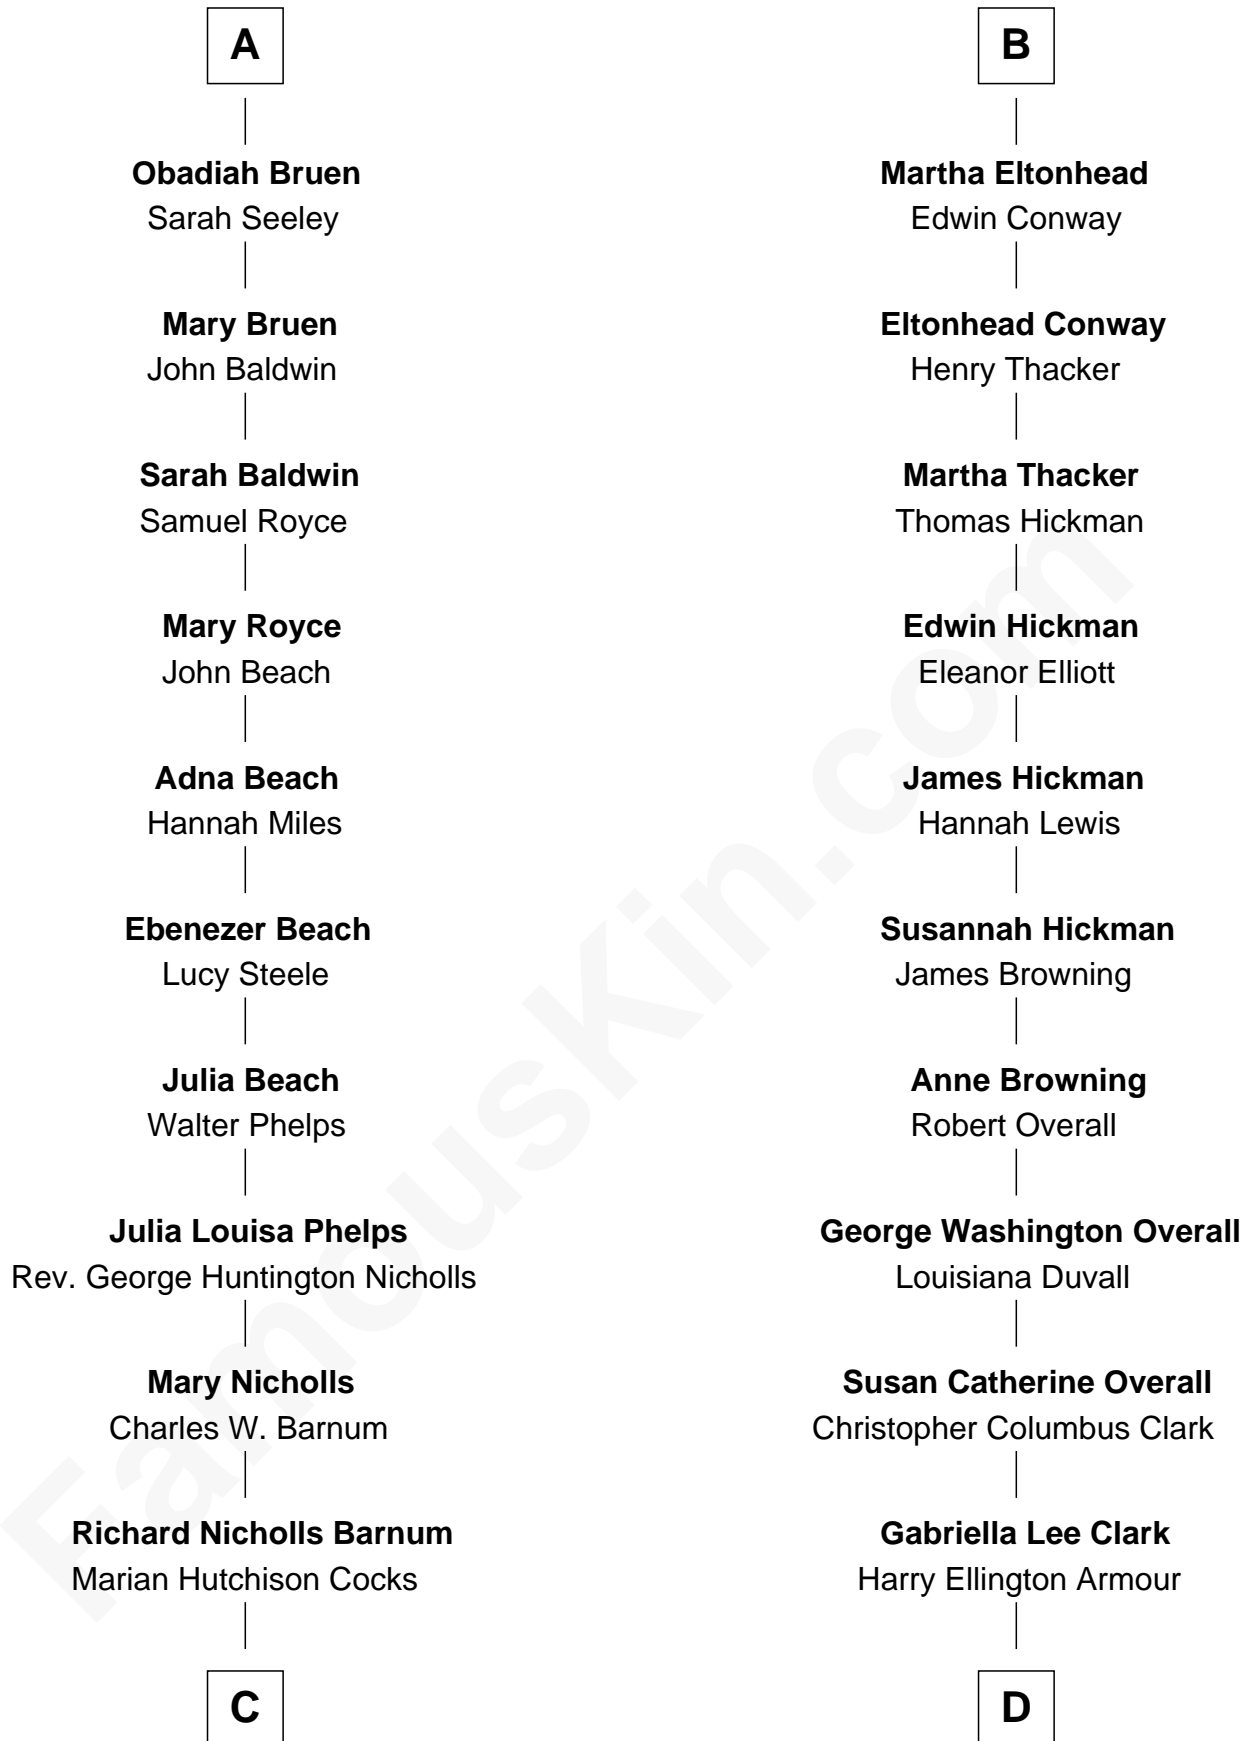 A
Obadiah Bruen
Sarah Seeley
Mary Bruen
John Baldwin
Sarah Baldwin
Samuel Royce
Mary Royce
John Beach
Adna Beach
Hannah Miles
Ebenezer Beach
Lucy Steele
Julia Beach
Walter Phelps
Julia Louisa Phelps
Rev. George Huntington Nicholls
Mary Nicholls
Charles W. Barnum
Richard Nicholls Barnum
Marian Hutchison Cocks
C
B
Martha Eltonhead
Edwin Conway
Eltonhead Conway
Henry Thacker
Martha Thacker
Thomas Hickman
Edwin Hickman
Eleanor Elliott
James Hickman
Hannah Lewis
Susannah Hickman
James Browning
Anne Browning
Robert Overall
George Washington Overall
Louisiana Duvall
Susan Catherine Overall
Christopher Columbus Clark
Gabriella Lee Clark
Harry Ellington Armour
D
FamousKin.com